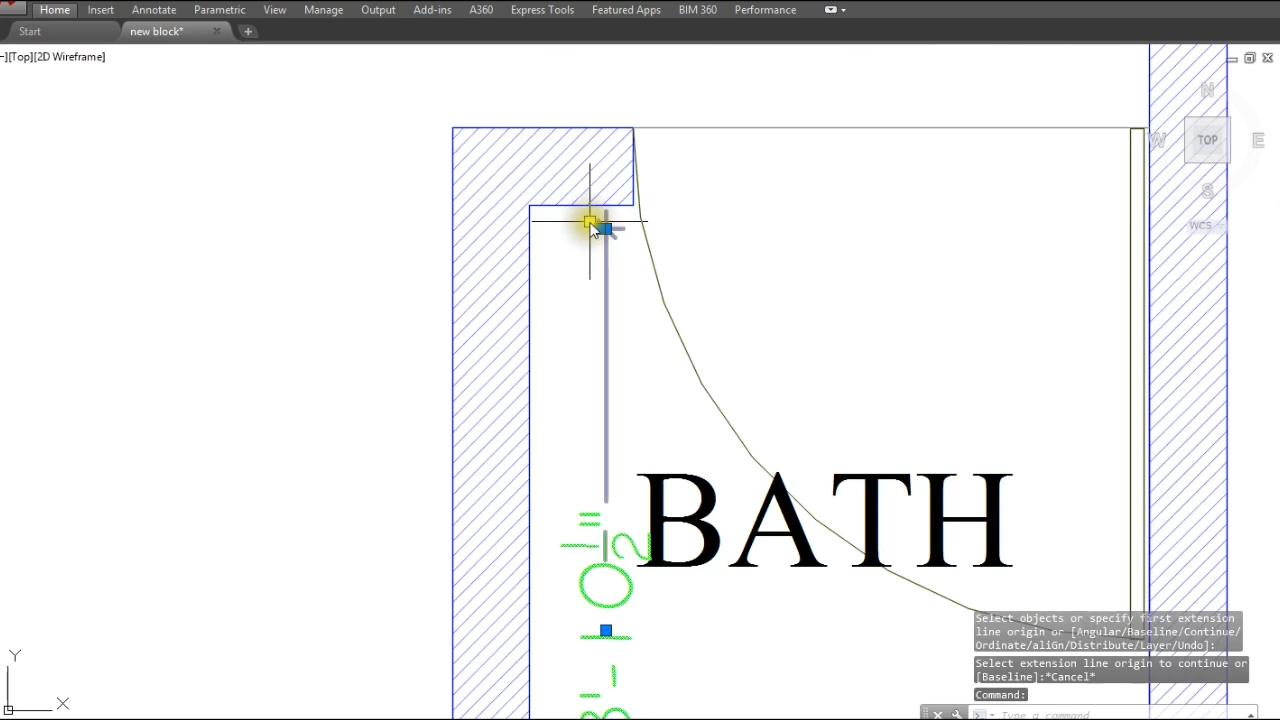 Home Insert Annotate Parametric View Manage Output Add-ins A360 Express Tools Featured Apps BIM 360 Performance
Start new block*
[Top][2D Wireframe]
N
W TOP E
S
WCS
BATH
Select objects or specify first extension
line origin or [Angular/Baseline/Continue/
Ordinate/aliGn/Distribute/Layer/Undo]:
Select extension line origin to continue or
[Baseline]:*Cancel*
Command:
Type a command
Y
X